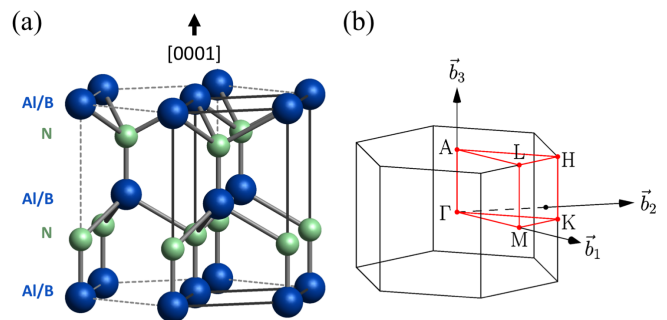 (a)
[0001]
Al/B
N
Al/B
N
Al/B
(b)
b⃗₃
A
L
H
Γ
K
b⃗₂
M
b⃗₁